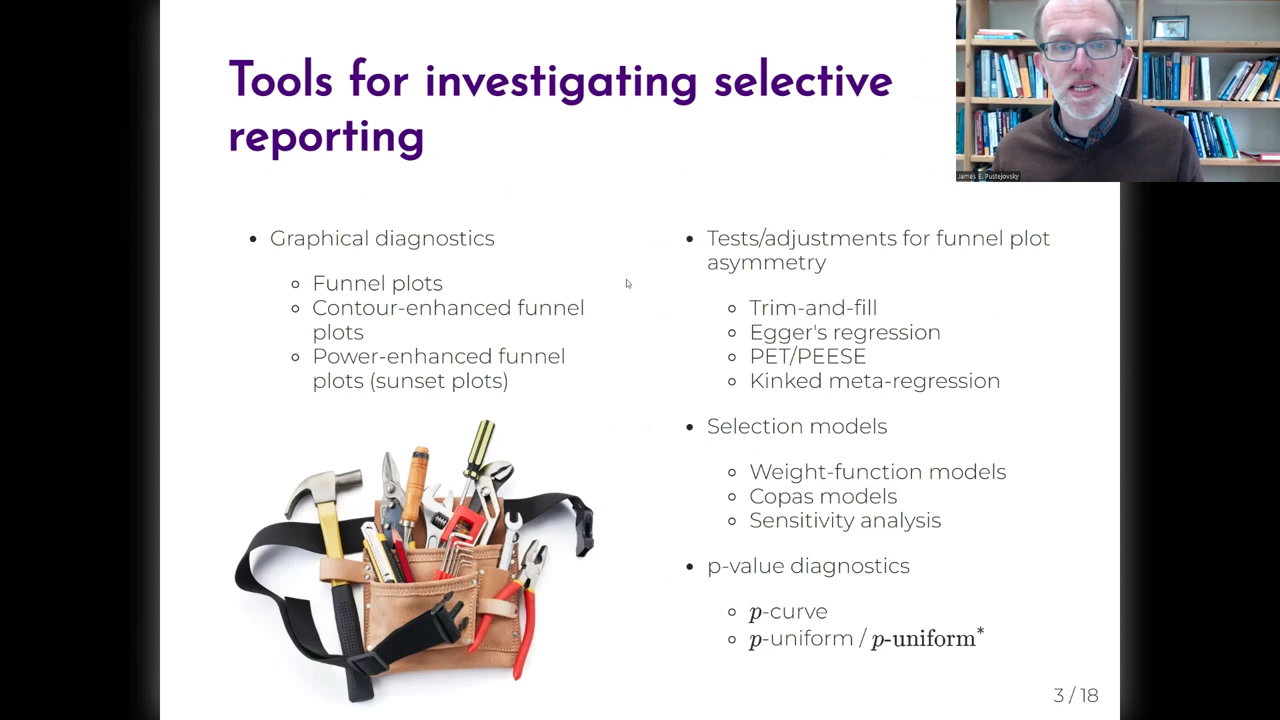 Tools for investigating selective
reporting
James E. Pustejovsky
• Graphical diagnostics
◦ Funnel plots
◦ Contour-enhanced funnel
plots
◦ Power-enhanced funnel
plots (sunset plots)
• Tests/adjustments for funnel plot
asymmetry
◦ Trim-and-fill
◦ Egger's regression
◦ PET/PEESE
◦ Kinked meta-regression
• Selection models
◦ Weight-function models
◦ Copas models
◦ Sensitivity analysis
• p-value diagnostics
◦ p-curve
◦ p-uniform / p-uniform*
3 / 18